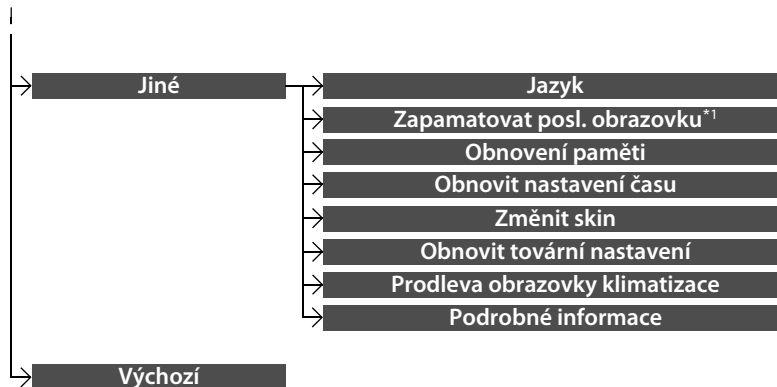 Jiné
Jazyk
Zapamatovat posl. obrazovku*1
Obnovení paměti
Obnovit nastavení času
Změnit skin
Obnovit tovární nastavení
Prodleva obrazovky klimatizace
Podrobné informace
Výchozí